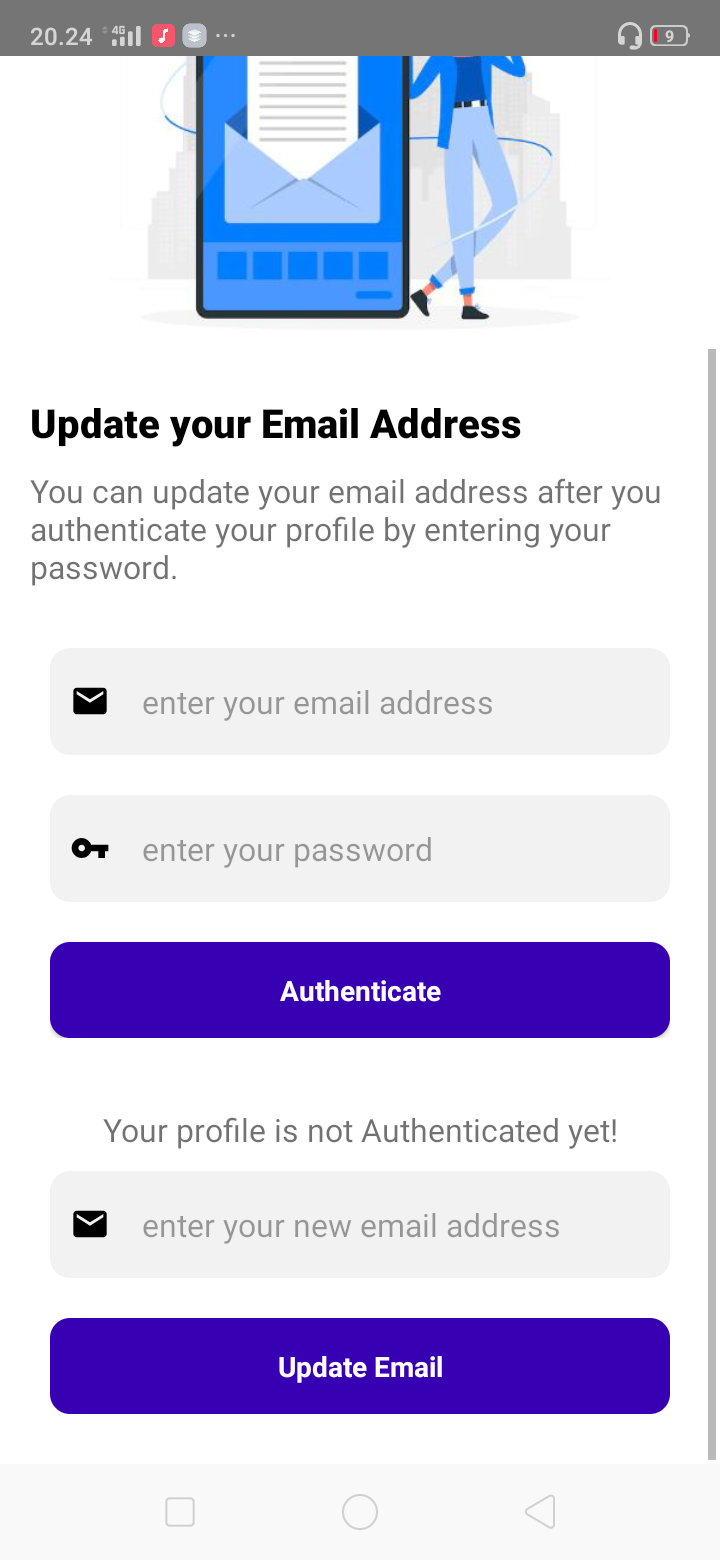 20.24 4G 9
Update your Email Address
You can update your email address after you
authenticate your profile by entering your
password.
enter your email address
enter your password
Authenticate
Your profile is not Authenticated yet!
enter your new email address
Update Email